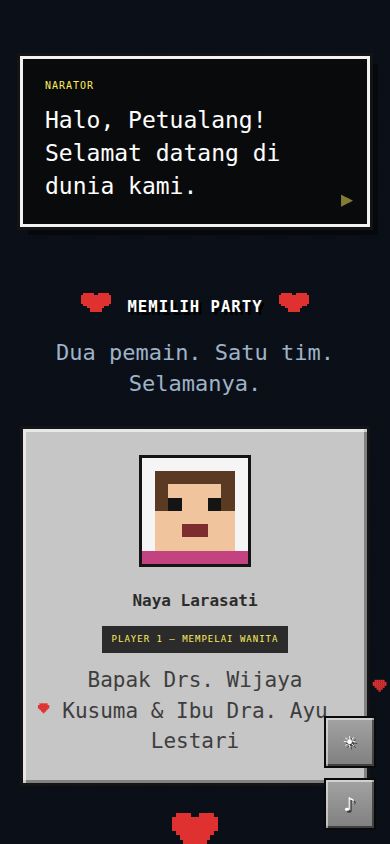 NARATOR
Halo, Petualang!
Selamat datang di
dunia kami.
MEMILIH PARTY
Dua pemain. Satu tim.
Selamanya.
Naya Larasati
PLAYER 1 — MEMPELAI WANITA
Bapak Drs. Wijaya
Kusuma & Ibu Dra. Ayu
Lestari